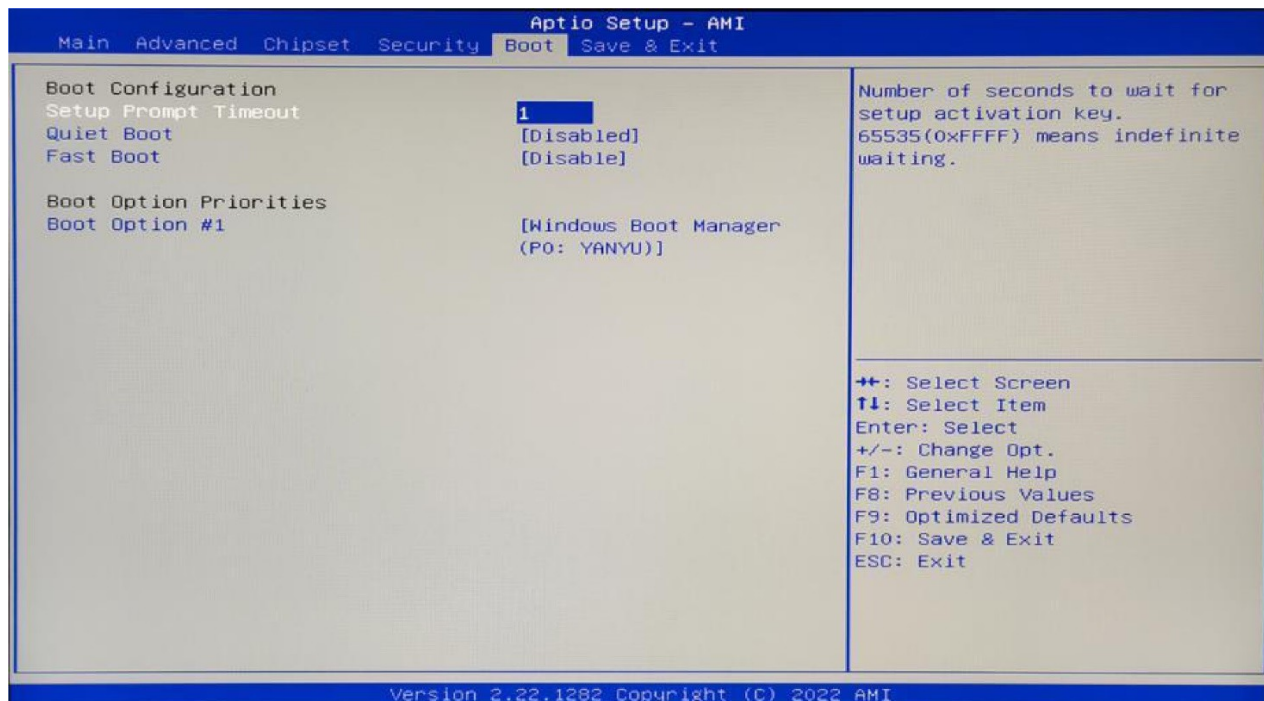 Aptio Setup – AMI
Main Advanced Chipset Security Boot Save & Exit
Boot Configuration
Setup Prompt Timeout 1
Quiet Boot [Disabled]
Fast Boot [Disable]
Boot Option Priorities
Boot Option #1 [Windows Boot Manager
(P0: YANYU)]
Number of seconds to wait for
setup activation key.
65535(0xFFFF) means indefinite
waiting.
→←: Select Screen
↑↓: Select Item
Enter: Select
+/-: Change Opt.
F1: General Help
F8: Previous Values
F9: Optimized Defaults
F10: Save & Exit
ESC: Exit
Version 2.22.1282 Copyright (C) 2022 AMI